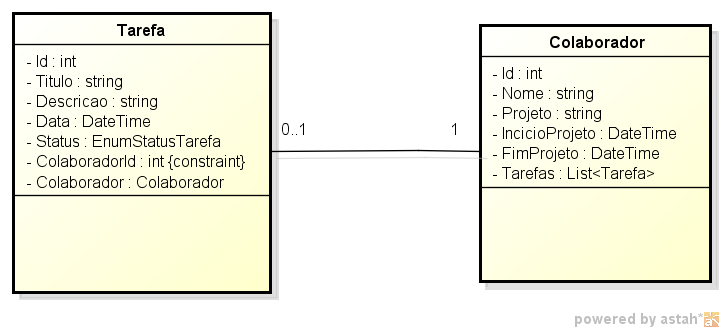 Tarefa
- Id : int
- Titulo : string
- Descricao : string
- Data : DateTime
- Status : EnumStatusTarefa
- ColaboradorId : int {constraint}
- Colaborador : Colaborador
0..1
1
Colaborador
- Id : int
- Nome : string
- Projeto : string
- IncicioProjeto : DateTime
- FimProjeto : DateTime
- Tarefas : List<Tarefa>
powered by astah*